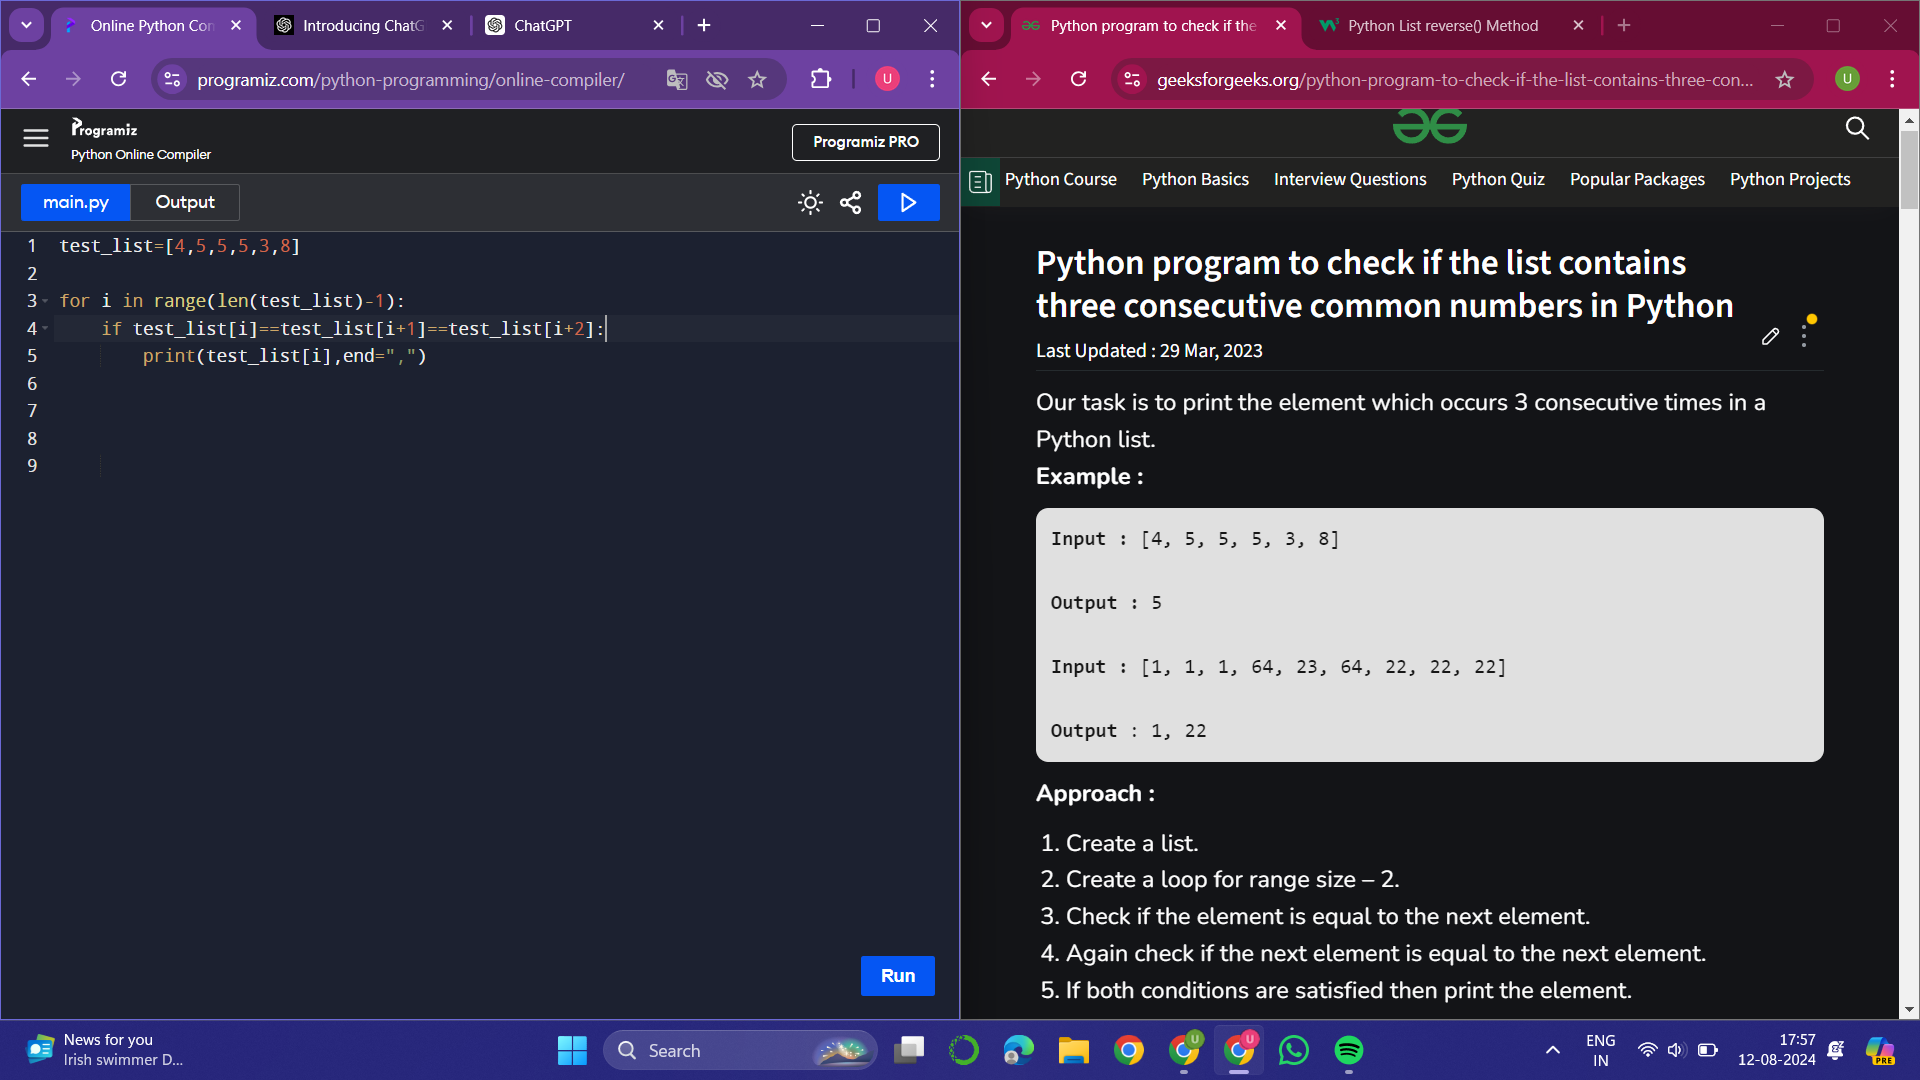 Online Python Con
Introducing ChatG
ChatGPT
programiz.com/python-programming/online-compiler/
U
Programiz
Python Online Compiler
Programiz PRO
main.py
Output
1 test_list=[4,5,5,5,3,8]
2
3 for i in range(len(test_list)-1):
4 if test_list[i]==test_list[i+1]==test_list[i+2]:
5 print(test_list[i],end=",")
6
7
8
9
Run
Python program to check if the
Python List reverse() Method
geeksforgeeks.org/python-program-to-check-if-the-list-contains-three-con...
U
Python Course
Python Basics
Interview Questions
Python Quiz
Popular Packages
Python Projects
Python program to check if the list contains
three consecutive common numbers in Python
Last Updated : 29 Mar, 2023
Our task is to print the element which occurs 3 consecutive times in a
Python list.
Example :
Input : [4, 5, 5, 5, 3, 8]
Output : 5
Input : [1, 1, 1, 64, 23, 64, 22, 22, 22]
Output : 1, 22
Approach :
1. Create a list.
2. Create a loop for range size – 2.
3. Check if the element is equal to the next element.
4. Again check if the next element is equal to the next element.
5. If both conditions are satisfied then print the element.
News for you
Irish swimmer D...
Search
U
U
ENG
IN
17:57
12-08-2024
PRE